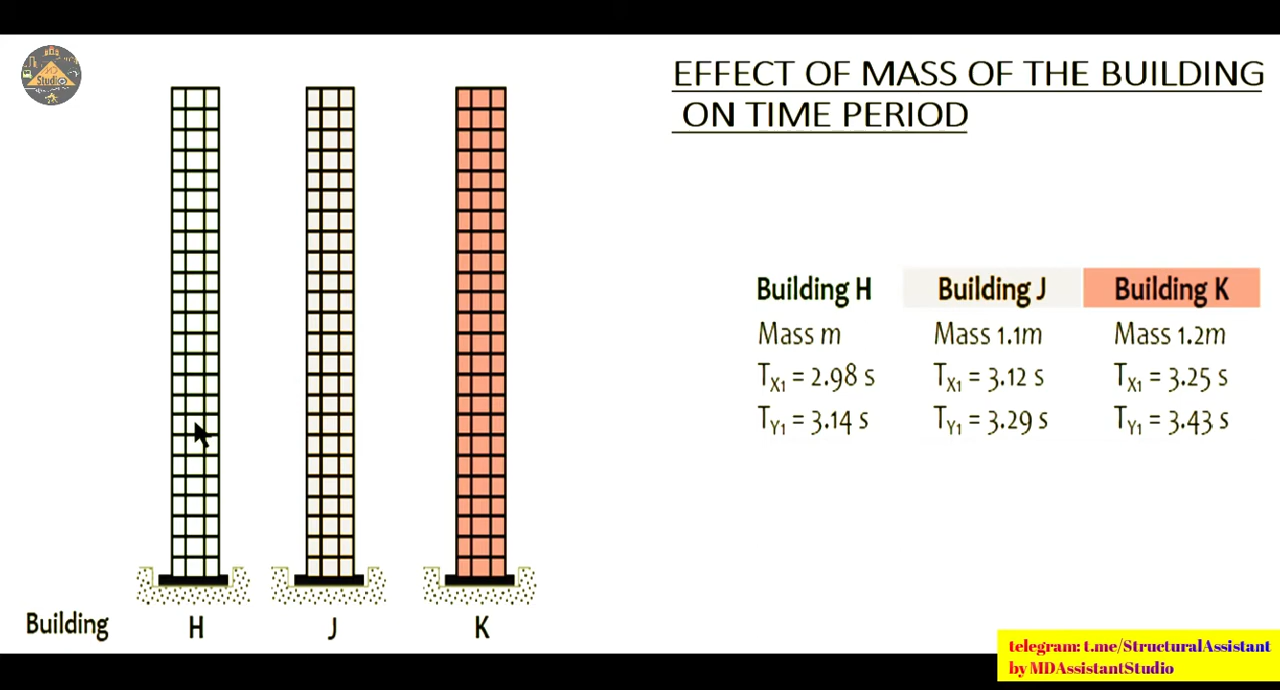 Studio
EFFECT OF MASS OF THE BUILDING
ON TIME PERIOD
Building H Building J Building K
Mass m Mass 1.1m Mass 1.2m
TX1 = 2.98 s TX1 = 3.12 s TX1 = 3.25 s
TY1 = 3.14 s TY1 = 3.29 s TY1 = 3.43 s
Building H J K
telegram: t.me/StructuralAssistant
by MDAssistantStudio